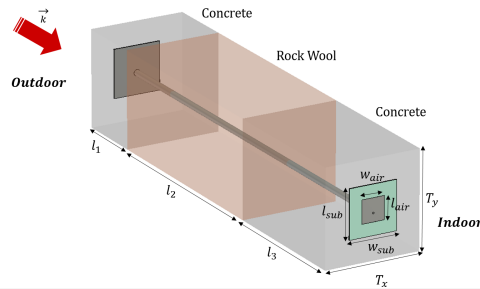 k
Concrete
Rock Wool
Outdoor
Concrete
l₁
w_air
l_sub
l_air
T_y
l₂
Indoor
w_sub
l₃
T_x